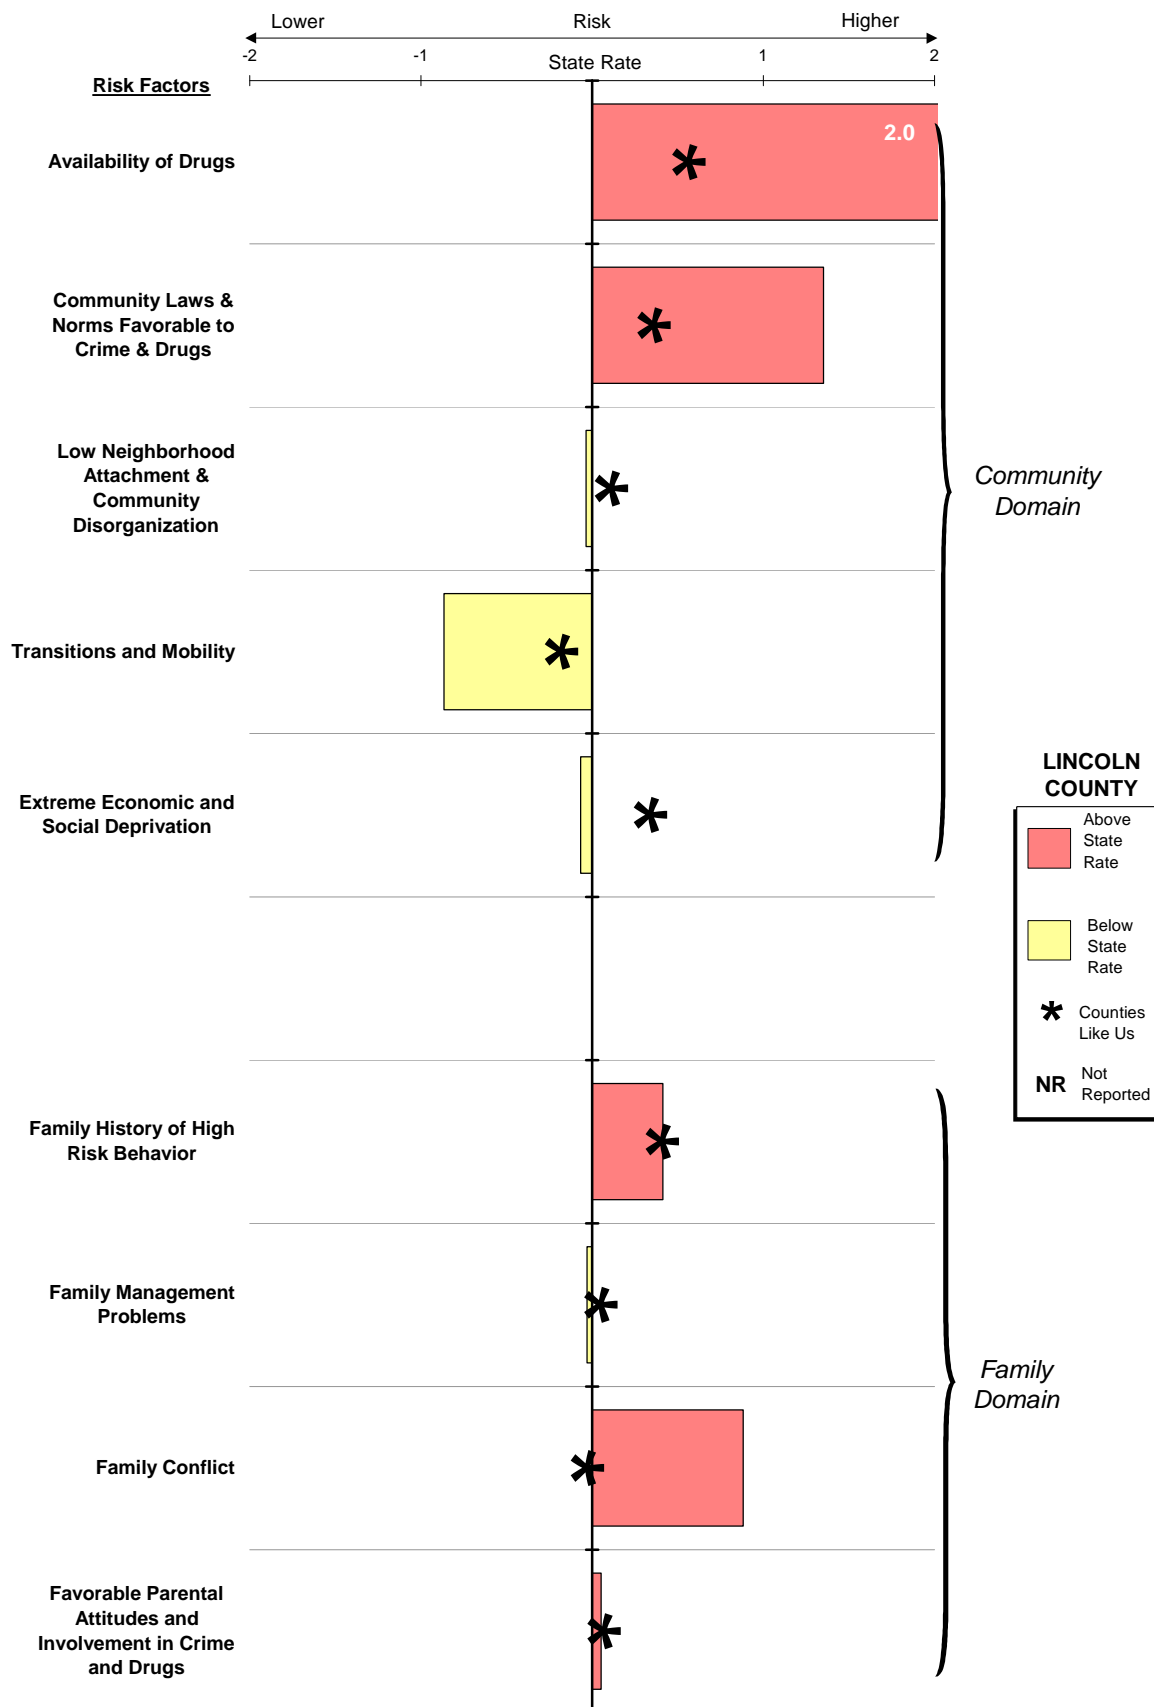 Lower Risk Higher
-2 -1 1 2
State Rate
Risk Factors
2.0
Availability of Drugs
Community Laws &
Norms Favorable to
Crime & Drugs
Low Neighborhood
Attachment &
Community
Disorganization
Community
Domain
Transitions and Mobility
Extreme Economic and
Social Deprivation
LINCOLN
COUNTY
Above
State
Rate
Below
State
Rate
* Counties
Like Us
NR Not
Reported
Family History of High
Risk Behavior
Family Management
Problems
Family
Domain
Family Conflict
Favorable Parental
Attitudes and
Involvement in Crime
and Drugs